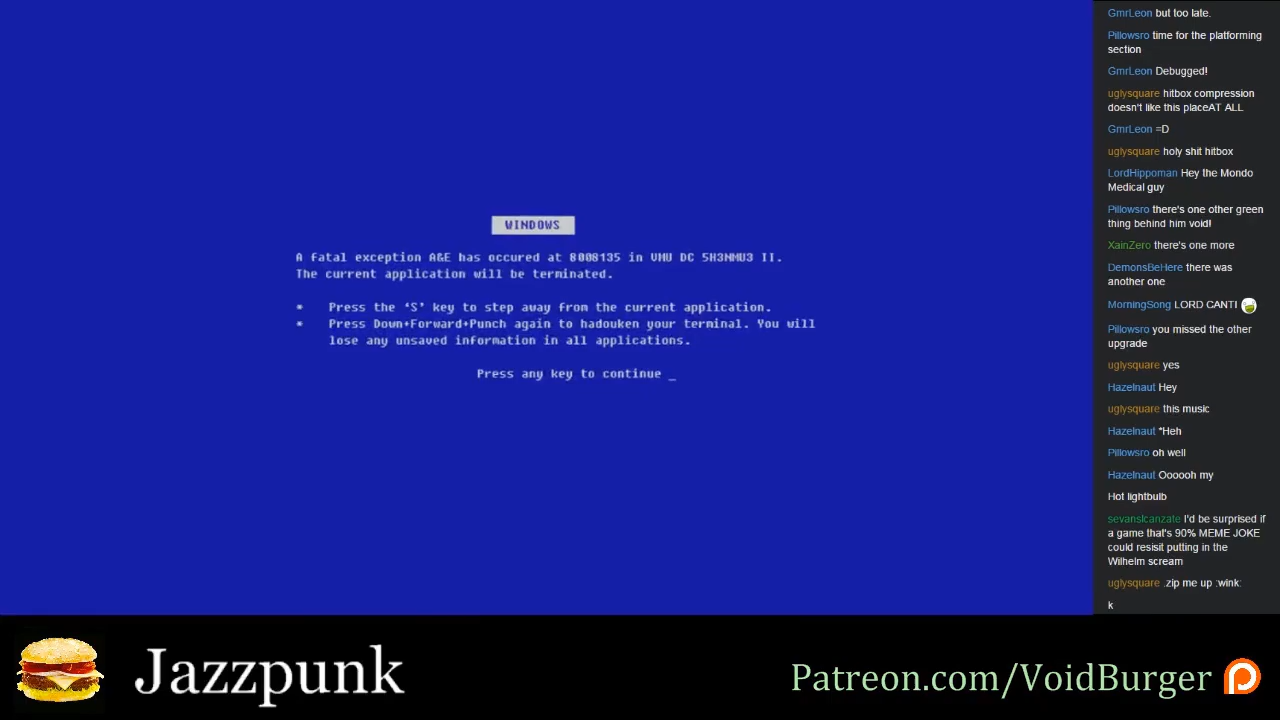 WINDOWS
A fatal exception A&E has occured at 8008135 in VMU DC 5H3NMU3 II.
The current application will be terminated.
* Press the ‘S’ key to step away from the current application.
* Press Down+Forward+Punch again to hadouken your terminal. You will
lose any unsaved information in all applications.
Press any key to continue _
GmrLeon but too late.
Pillowsro time for the platforming
section
GmrLeon Debugged!
uglysquare hitbox compression
doesn't like this placeAT ALL
GmrLeon =D
uglysquare holy shit hitbox
LordHippoman Hey the Mondo
Medical guy
Pillowsro there's one other green
thing behind him void!
XainZero there's one more
DemonsBeHere there was
another one
MorningSong LORD CANTI
Pillowsro you missed the other
upgrade
uglysquare yes
Hazelnaut Hey
uglysquare this music
Hazelnaut *Heh
Pillowsro oh well
Hazelnaut Oooooh my
Hot lightbulb
sevanslcanzate I'd be surprised if
a game that's 90% MEME JOKE
could resisit putting in the
Wilhelm scream
uglysquare .zip me up :wink:
k
Jazzpunk
Patreon.com/VoidBurger